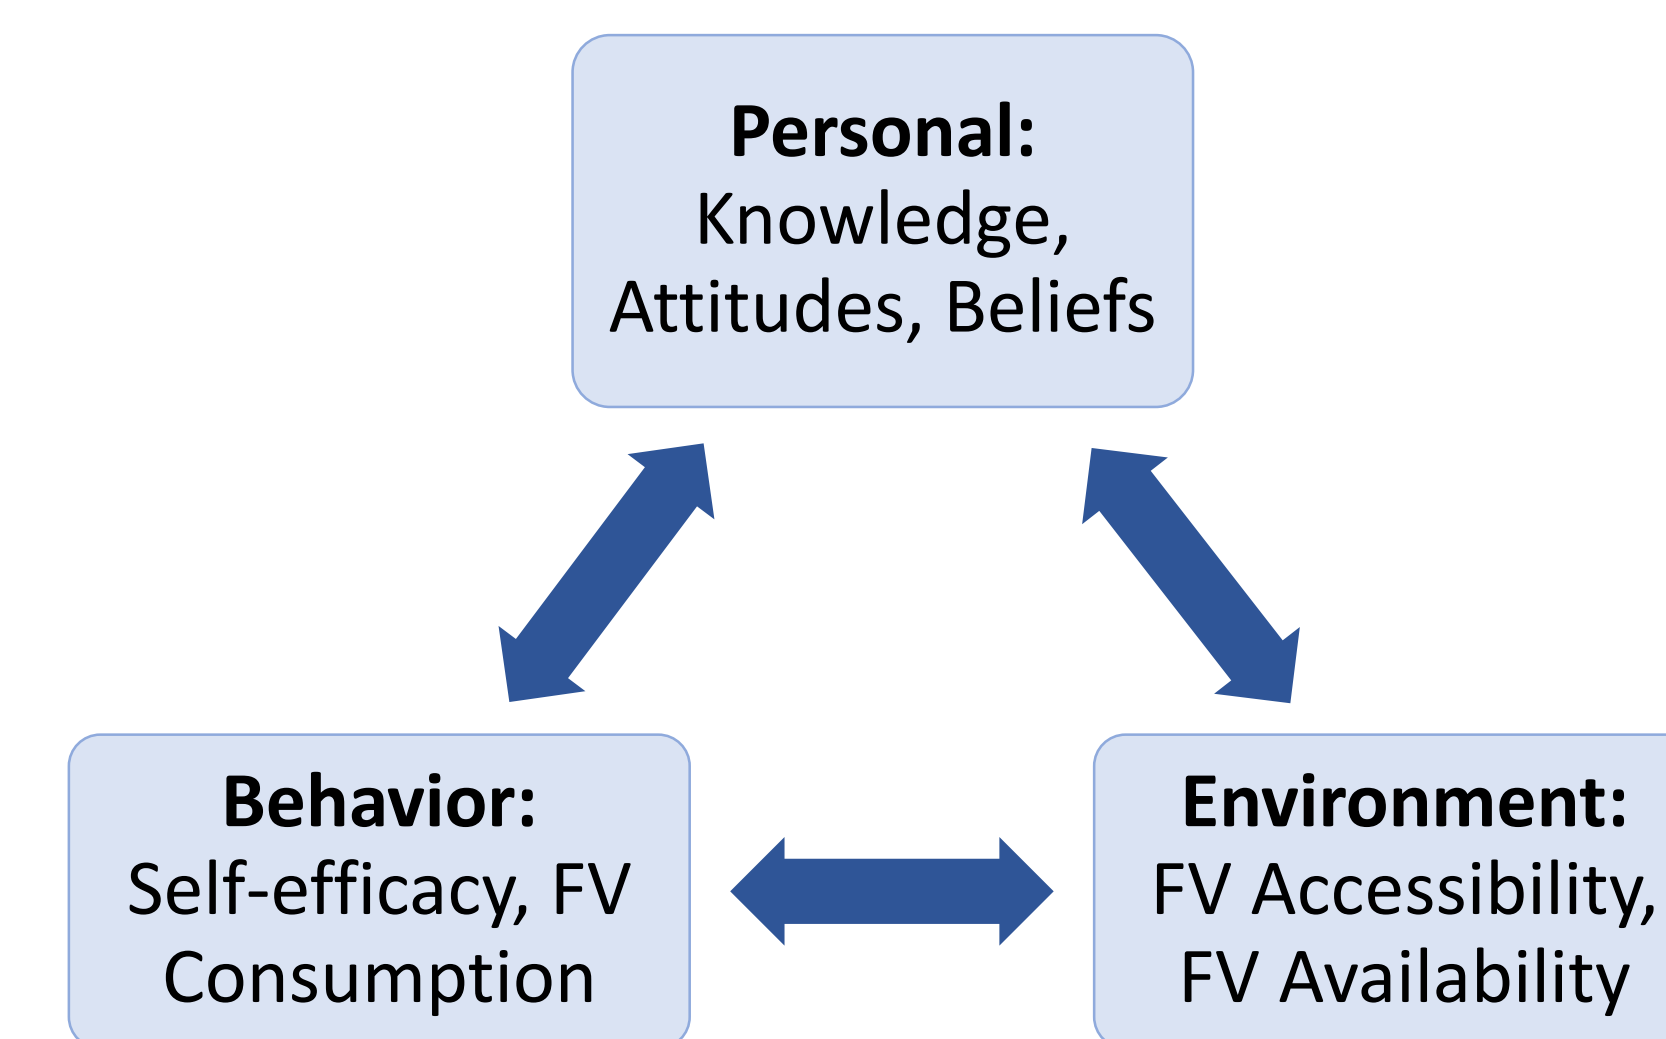 Personal:
Knowledge,
Attitudes, Beliefs
Behavior:
Self-efficacy, FV
Consumption
Environment:
FV Accessibility,
FV Availability